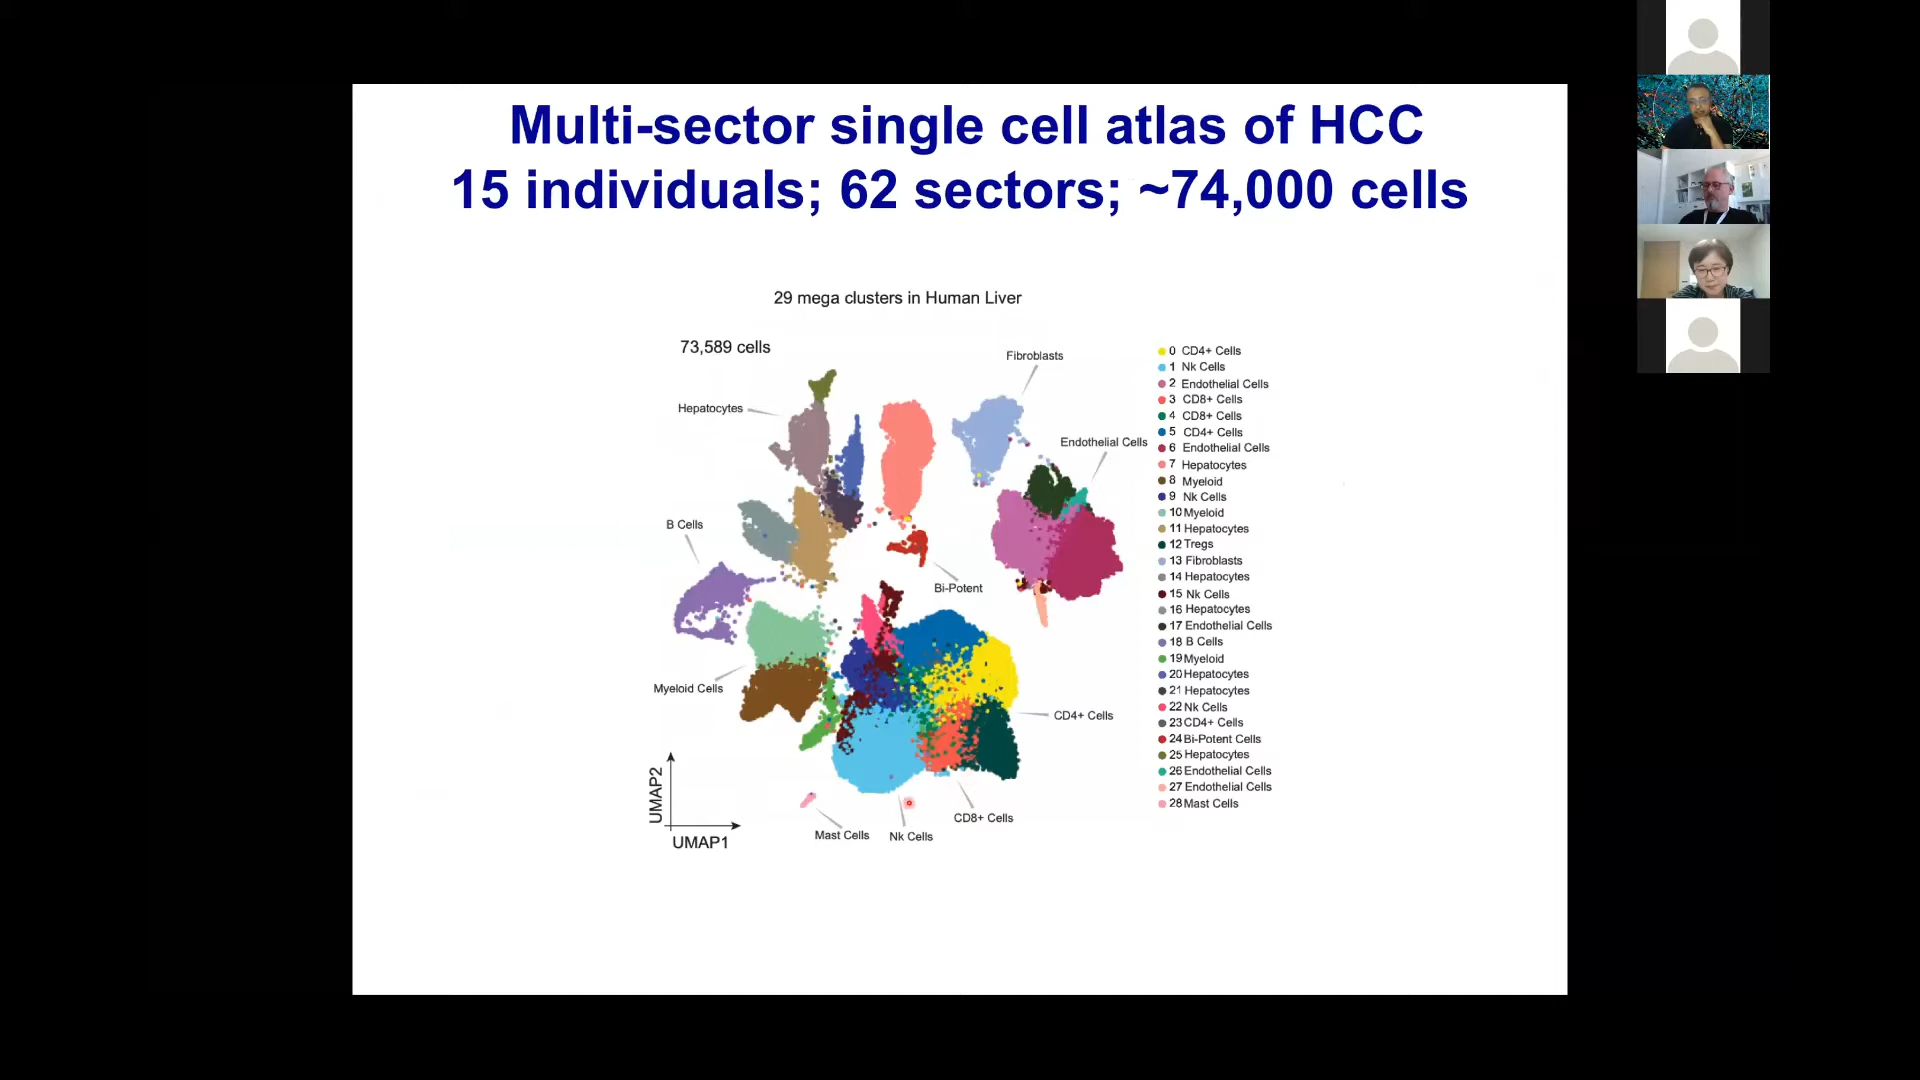 Multi-sector single cell atlas of HCC
15 individuals; 62 sectors; ~74,000 cells
29 mega clusters in Human Liver
73,589 cells
Fibroblasts
Hepatocytes
Endothelial Cells
B Cells
Bi-Potent
Myeloid Cells
CD4+ Cells
CD8+ Cells
Mast Cells
Nk Cells
UMAP2
UMAP1
0 CD4+ Cells
1 Nk Cells
2 Endothelial Cells
3 CD8+ Cells
4 CD8+ Cells
5 CD4+ Cells
6 Endothelial Cells
7 Hepatocytes
8 Myeloid
9 Nk Cells
10 Myeloid
11 Hepatocytes
12 Tregs
13 Fibroblasts
14 Hepatocytes
15 Nk Cells
16 Hepatocytes
17 Endothelial Cells
18 B Cells
19 Myeloid
20 Hepatocytes
21 Hepatocytes
22 Nk Cells
23 CD4+ Cells
24 Bi-Potent Cells
25 Hepatocytes
26 Endothelial Cells
27 Endothelial Cells
28 Mast Cells